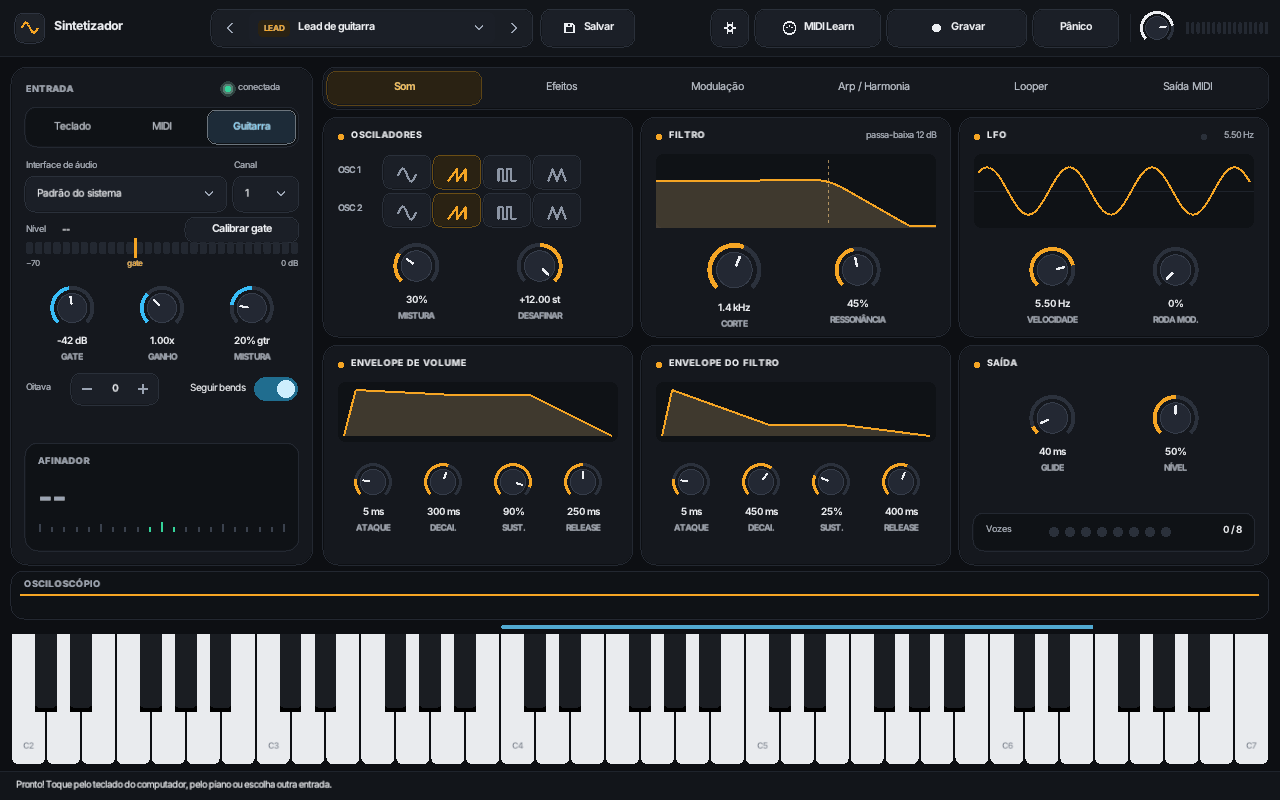 Sintetizador
LEAD Lead de guitarra
Salvar
MIDI Learn
Gravar
Pânico
ENTRADA
conectada
Teclado
MIDI
Guitarra
Interface de áudio
Canal
Padrão do sistema
1
Nível --
Calibrar gate
−70
gate
0 dB
-42 dB
1.00x
20% gtr
GATE
GANHO
MISTURA
Oitava
0
Seguir bends
AFINADOR
--
Som
Efeitos
Modulação
Arp / Harmonia
Looper
Saída MIDI
OSCILADORES
OSC 1
OSC 2
30%
+12.00 st
MISTURA
DESAFINAR
FILTRO
passa-baixa 12 dB
1.4 kHz
45%
CORTE
RESSONÂNCIA
LFO
5.50 Hz
5.50 Hz
0%
VELOCIDADE
RODA MOD.
ENVELOPE DE VOLUME
5 ms
300 ms
90%
250 ms
ATAQUE
DECAI.
SUST.
RELEASE
ENVELOPE DO FILTRO
5 ms
450 ms
25%
400 ms
ATAQUE
DECAI.
SUST.
RELEASE
SAÍDA
40 ms
50%
GLIDE
NÍVEL
Vozes
0 / 8
OSCILOSCÓPIO
C2
C3
C4
C5
C6
C7
Pronto! Toque pelo teclado do computador, pelo piano ou escolha outra entrada.